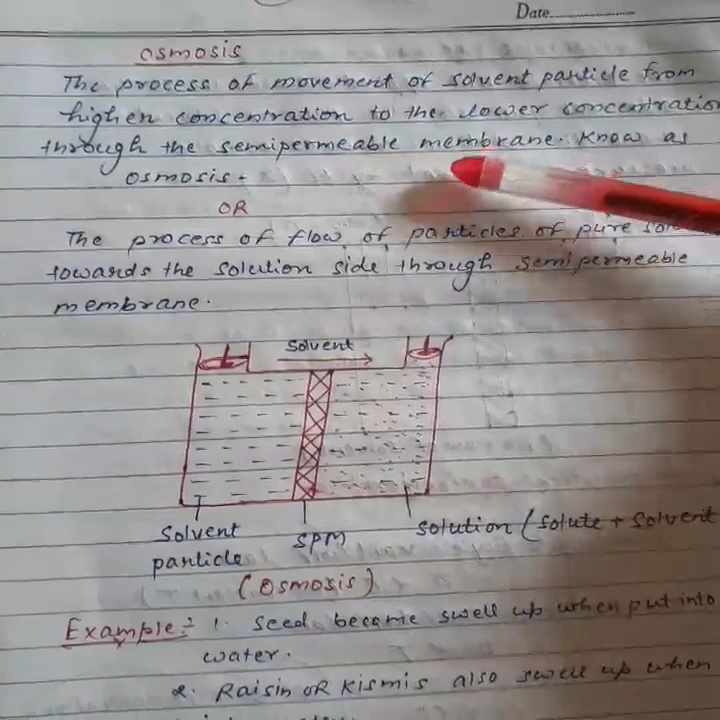 Date
Osmosis
The process of movement of solvent particle from
higher concentration to the lower concentration
through the semipermeable membrane. Know as
osmosis.
OR
The process of flow of particles of pure
towards the solution side through semipermeable
membrane.
Solvent
Solvent
particle
SPM
Solution (Solute + Solvent
(Osmosis)
Example:- 1. Seed became swell up when put into
water.
2. Raisin OR Kismis also swell up when